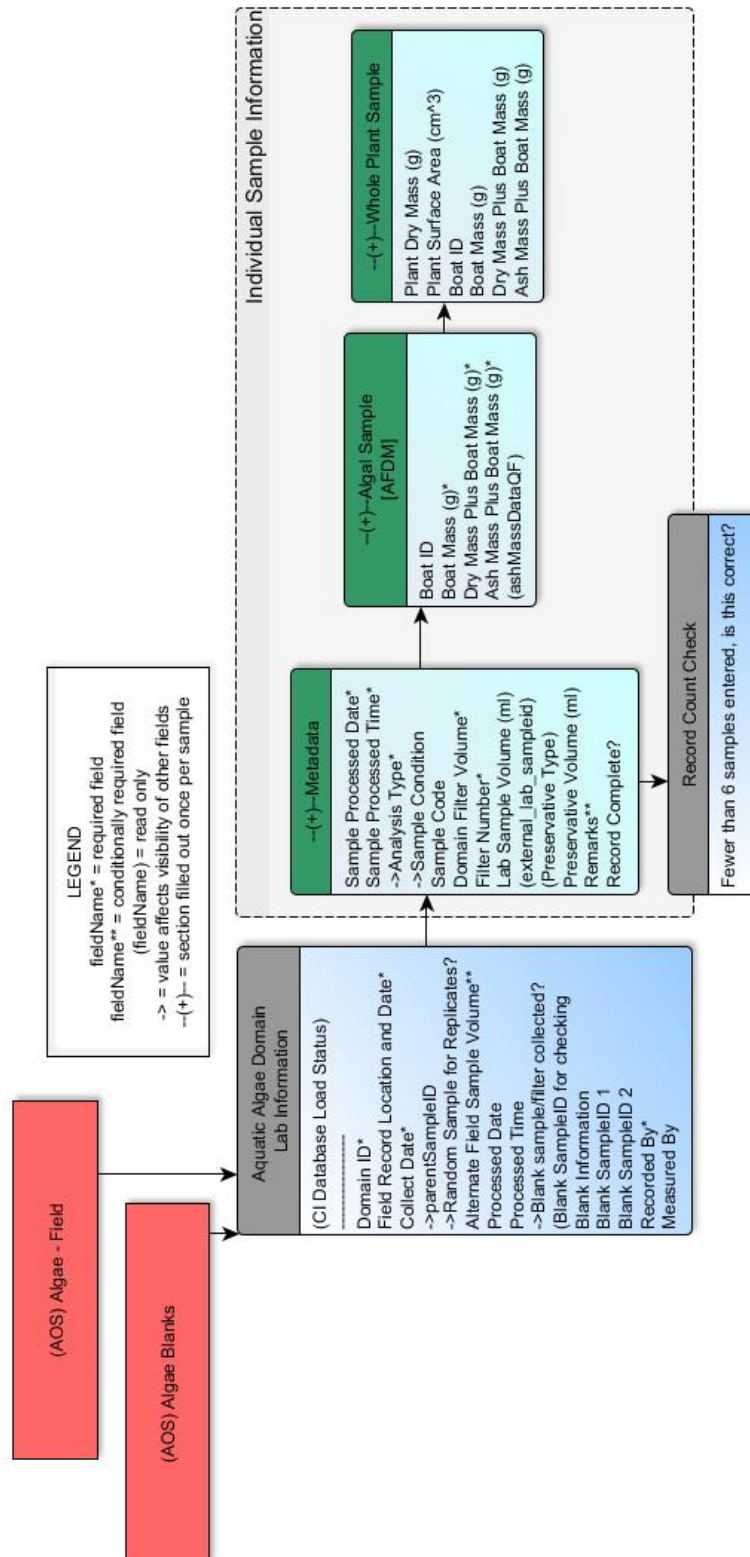 (AOS) Algae - Field
(AOS) Algae Blanks
LEGEND
fieldName* = required field
fieldName** = conditionally required field
(fieldName) = read only
-> = value affects visibility of other fields
--(+)-- = section filled out once per sample
Aquatic Algae Domain
Lab Information
(CI Database Load Status)
--------------------
Domain ID*
Field Record Location and Date*
Collect Date*
->parentSampleID
->Random Sample for Replicates?
Alternate Field Sample Volume**
Processed Date
Processed Time
->Blank sample/filter collected?
(Blank SampleID for checking
Blank Information
Blank SampleID 1
Blank SampleID 2
Recorded By*
Measured By
Individual Sample Information
--(+)--Metadata
Sample Processed Date*
Sample Processed Time*
->Analysis Type*
->Sample Condition
Sample Code
Domain Filter Volume*
Filter Number*
Lab Sample Volume (ml)
(external_lab_sampleid)
(Preservative Type)
Preservative Volume (ml)
Remarks**
Record Complete?
--(+)--Algal Sample
[AFDM]
Boat ID
Boat Mass (g)*
Dry Mass Plus Boat Mass (g)*
Ash Mass Plus Boat Mass (g)*
(ashMassDataQF)
--(+)--Whole Plant Sample
Plant Dry Mass (g)
Plant Surface Area (cm^3)
Boat ID
Boat Mass (g)
Dry Mass Plus Boat Mass (g)
Ash Mass Plus Boat Mass (g)
Record Count Check
Fewer than 6 samples entered, is this correct?